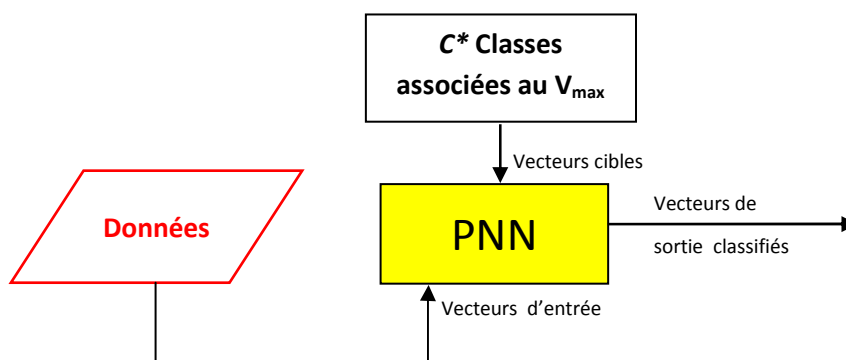 C* Classes
associées au Vmax
Vecteurs cibles
Données
PNN
Vecteurs de
sortie classifiés
Vecteurs d'entrée